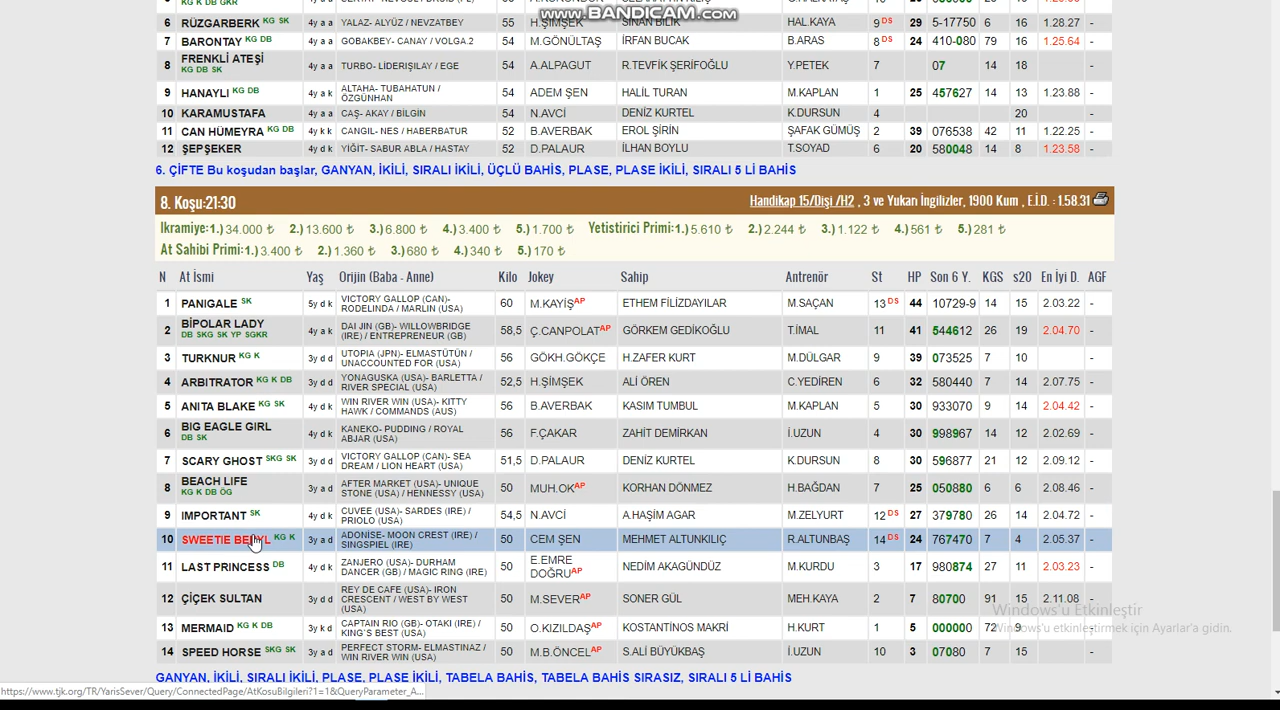 www.BANDICAM.com
6 RÜZGARBERK KG SK 4y a a YALAZ- ALYÜZ / NEVZATBEY 55 H.ŞİMŞEK SİNAN BİLİK HAL.KAYA 9 DS 29 5-17750 6 16 1.28.27 -
7 BARONTAY KG DB 4y a a GOBAKBEY- CANAY / VOLGA.2 54 M.GÖNÜLTAŞ İRFAN BUCAK B.ARAS 8 DS 24 410-080 79 16 1.25.64 -
8 FRENKLİ ATEŞİ KG DB SK 4y a a TURBO- LİDERIŞILAY / EGE 54 A.ALPAGUT R.TEVFİK ŞERİFOĞLU Y.PETEK 7 07 14 18 -
9 HANAYLI KG DB 4y a k ALTAHA- TUBAHATUN / ÖZGÜNHAN 54 ADEM ŞEN HALİL TURAN M.KAPLAN 1 25 457627 14 13 1.23.88 -
10 KARAMUSTAFA 4y a a CAŞ- AKAY / BİLGİN 54 N.AVCİ DENİZ KURTEL K.DURSUN 4 20 -
11 CAN HÜMEYRA KG DB 4y k k CANGIL- NES / HABERBATUR 52 B.AVERBAK EROL ŞİRİN ŞAFAK GÜMÜŞ 2 39 076538 42 11 1.22.25 -
12 ŞEPŞEKER 4y d k YİĞİT- SABUR ABLA / HASTAY 52 D.PALAUR İLHAN BOYLU T.SOYAD 6 20 580048 14 8 1.23.58 -
6. ÇİFTE Bu koşudan başlar, GANYAN, İKİLİ, SIRALI İKİLİ, ÜÇLÜ BAHİS, PLASE, PLASE İKİLİ, SIRALI 5 Lİ BAHİS
8. Koşu:21:30 Handikap 15/Dişi /H2 , 3 ve Yukarı İngilizler, 1900 Kum , E.İ.D. : 1.58.31
Ikramiye:1.) 34.000 ₺ 2.) 13.600 ₺ 3.) 6.800 ₺ 4.) 3.400 ₺ 5.) 1.700 ₺ Yetistirici Primi:1.) 5.610 ₺ 2.) 2.244 ₺ 3.) 1.122 ₺ 4.) 561 ₺ 5.) 281 ₺
At Sahibi Primi:1.) 3.400 ₺ 2.) 1.360 ₺ 3.) 680 ₺ 4.) 340 ₺ 5.) 170 ₺
N At İsmi Yaş Orijin (Baba - Anne) Kilo Jokey Sahip Antrenör St HP Son 6 Y. KGS s20 En İyi D. AGF
1 PANIGALE SK 5y d k VICTORY GALLOP (CAN)- RODELINDA / MARLIN (USA) 60 M.KAYİŞ AP ETHEM FİLİZDAYILAR M.SAÇAN 13 DS 44 10729-9 14 15 2.03.22 -
2 BİPOLAR LADY DB SKG SK YP SGKR 4y a k DAI JIN (GB)- WILLOWBRIDGE (IRE) / ENTREPRENEUR (GB) 58,5 Ç.CANPOLAT AP GÖRKEM GEDİKOĞLU T.İMAL 11 41 544612 26 19 2.04.70 -
3 TURKNUR KG K 3y d d UTOPIA (JPN)- ELMASTÜTÜN / UNACCOUNTED FOR (USA) 56 GÖKH.GÖKÇE H.ZAFER KURT M.DÜLGAR 9 39 073525 7 10 -
4 ARBITRATOR KG K DB 3y d d YONAGUSKA (USA)- BARLETTA / RIVER SPECIAL (USA) 52,5 H.ŞİMŞEK ALİ ÖREN C.YEDİREN 6 32 580440 7 14 2.07.75 -
5 ANITA BLAKE KG SK 4y d k WIN RIVER WIN (USA)- KITTY HAWK / COMMANDS (AUS) 56 B.AVERBAK KASIM TUMBUL M.KAPLAN 5 30 933070 9 14 2.04.42 -
6 BIG EAGLE GIRL DB SK 4y d k KANEKO- PUDDING / ROYAL ABJAR (USA) 56 F.ÇAKAR ZAHİT DEMİRKAN İ.UZUN 4 30 998967 14 12 2.02.69 -
7 SCARY GHOST SKG SK 3y d d VICTORY GALLOP (CAN)- SEA DREAM / LION HEART (USA) 51,5 D.PALAUR DENİZ KURTEL K.DURSUN 8 30 596877 21 12 2.09.12 -
8 BEACH LIFE KG K DB ÖG 3y a d AFTER MARKET (USA)- UNIQUE STONE (USA) / HENNESSY (USA) 50 MUH.OK AP KORHAN DÖNMEZ H.BAĞDAN 7 25 050880 6 6 2.08.46 -
9 IMPORTANT SK 4y d k CUVEE (USA)- SARDES (IRE) / PRIOLO (USA) 54,5 N.AVCİ A.HAŞİM AGAR M.ZELYURT 12 DS 27 379780 26 14 2.04.72 -
10 SWEETIE BERYL KG K 3y a d ADONİSE- MOON CREST (IRE) / SINGSPIEL (IRE) 50 CEM ŞEN MEHMET ALTUNKILIÇ R.ALTUNBAŞ 14 DS 24 767470 7 4 2.05.37 -
11 LAST PRINCESS DB 4y d k ZANJERO (USA)- DURHAM DANCER (GB) / MAGIC RING (IRE) 50 E.EMRE DOĞRU AP NEDİM AKAGÜNDÜZ M.KURDU 3 17 980874 27 11 2.03.23 -
12 ÇİÇEK SULTAN 3y d d REY DE CAFE (USA)- IRON CRESCENT / WEST BY WEST (USA) 50 M.SEVER AP SONER GÜL MEH.KAYA 2 7 80700 91 15 2.11.08 -
13 MERMAID KG K DB 3y k d CAPTAIN RIO (GB)- OTAKI (IRE) / KING'S BEST (USA) 50 O.KIZILDAŞ AP KOSTANTİNOS MAKRİ H.KURT 1 5 000000 72 9 -
14 SPEED HORSE SKG SK 3y a d PERFECT STORM- ELMASTINAZ / WIN RIVER WIN (USA) 50 M.B.ÖNCEL AP S.ALİ BÜYÜKBAŞ İ.UZUN 10 3 07080 7 15 -
Windows'u Etkinleştir
Windows'u etkinleştirmek için Ayarlar'a gidin.
GANYAN, İKİLİ, SIRALI İKİLİ, PLASE, PLASE İKİLİ, TABELA BAHİS, TABELA BAHİS SIRASIZ, SIRALI 5 Lİ BAHİS
https://www.tjk.org/TR/YarisSever/Query/ConnectedPage/AtKosuBilgileri?1=1&QueryParameter_A...